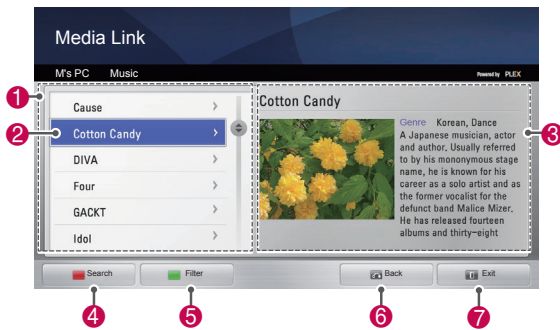 Media Link
M's PC Music
Powered by PLEX
1
Cause
2
Cotton Candy
DIVA
Four
GACKT
Idol
Cotton Candy
3
Genre Korean, Dance
A Japanese musician, actor
and author. Usually referred
to by his mononymous stage
name, he is known for his
career as a solo artist and as
the former vocalist for the
defunct band Malice Mizer.
He has released fourteen
albums and thirty-eight
Search
Filter
Back
Exit
4
5
6
7